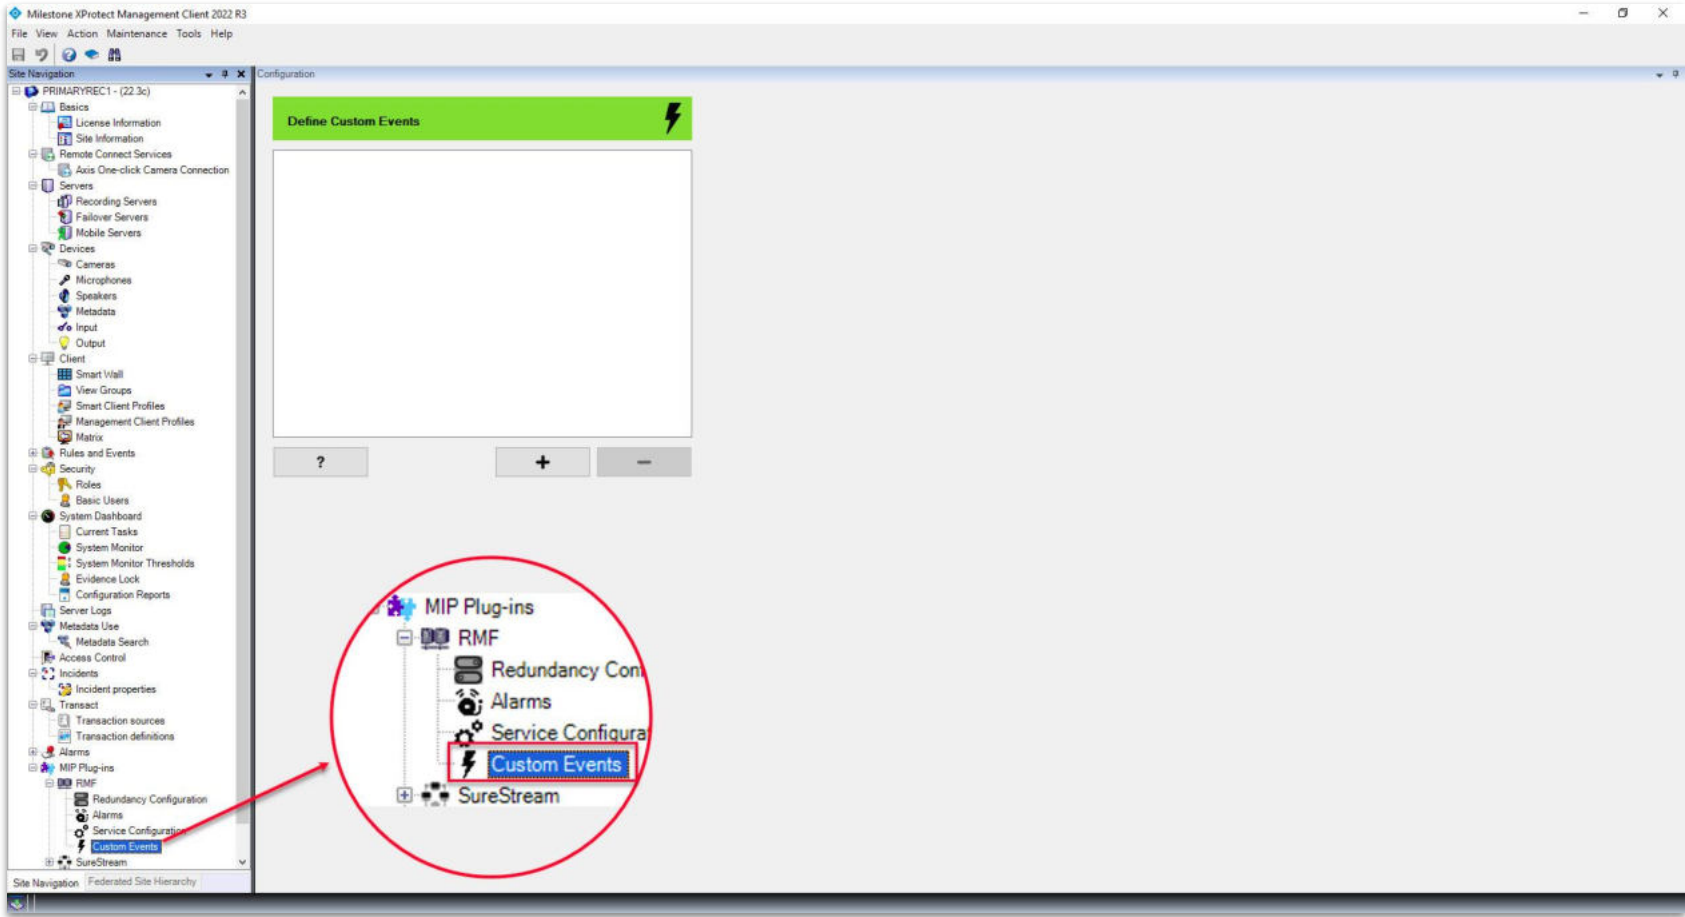 Milestone XProtect Management Client 2022 R3
File View Action Maintenance Tools Help
Site Navigation
PRIMARYREC1 - (22.3c)
Basics
License Information
Site Information
Remote Connect Services
Axis One-click Camera Connection
Servers
Recording Servers
Failover Servers
Mobile Servers
Devices
Cameras
Microphones
Speakers
Metadata
Input
Output
Client
Smart Wall
View Groups
Smart Client Profiles
Management Client Profiles
Matrix
Rules and Events
Security
Roles
Basic Users
System Dashboard
Current Tasks
System Monitor
System Monitor Thresholds
Evidence Lock
Configuration Reports
Server Logs
Metadata Use
Metadata Search
Access Control
Incidents
Incident properties
Transact
Transaction sources
Transaction definitions
Alarms
MIP Plug-ins
RMF
Redundancy Configuration
Alarms
Service Configuration
Custom Events
SureStream
Site Navigation Federated Site Hierarchy
Configuration
Define Custom Events
? + −
MIP Plug-ins
RMF
Redundancy Con
Alarms
Service Configura
Custom Events
SureStream